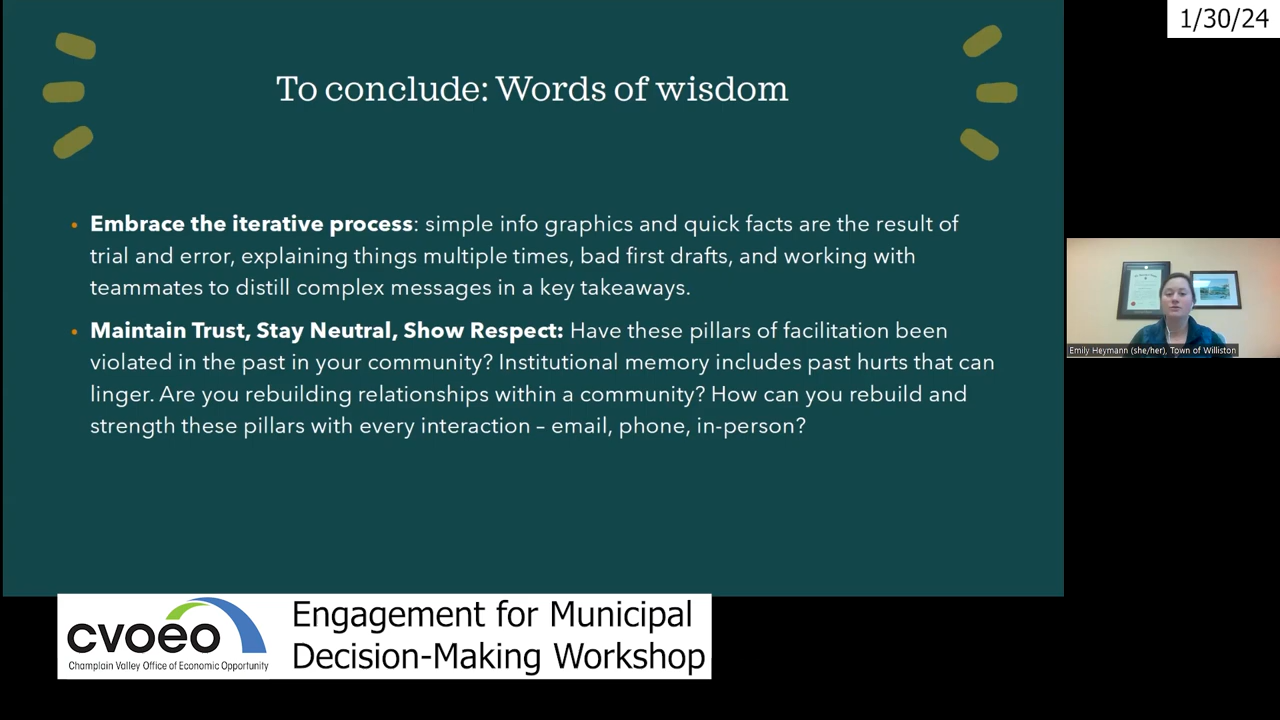 1/30/24
To conclude: Words of wisdom
• Embrace the iterative process: simple info graphics and quick facts are the result of
trial and error, explaining things multiple times, bad first drafts, and working with
teammates to distill complex messages in a key takeaways.
• Maintain Trust, Stay Neutral, Show Respect: Have these pillars of facilitation been
violated in the past in your community? Institutional memory includes past hurts that can
linger. Are you rebuilding relationships within a community? How can you rebuild and
strength these pillars with every interaction – email, phone, in-person?
Emily Heymann (she/her), Town of Williston
cvoeo
Champlain Valley Office of Economic Opportunity
Engagement for Municipal
Decision-Making Workshop